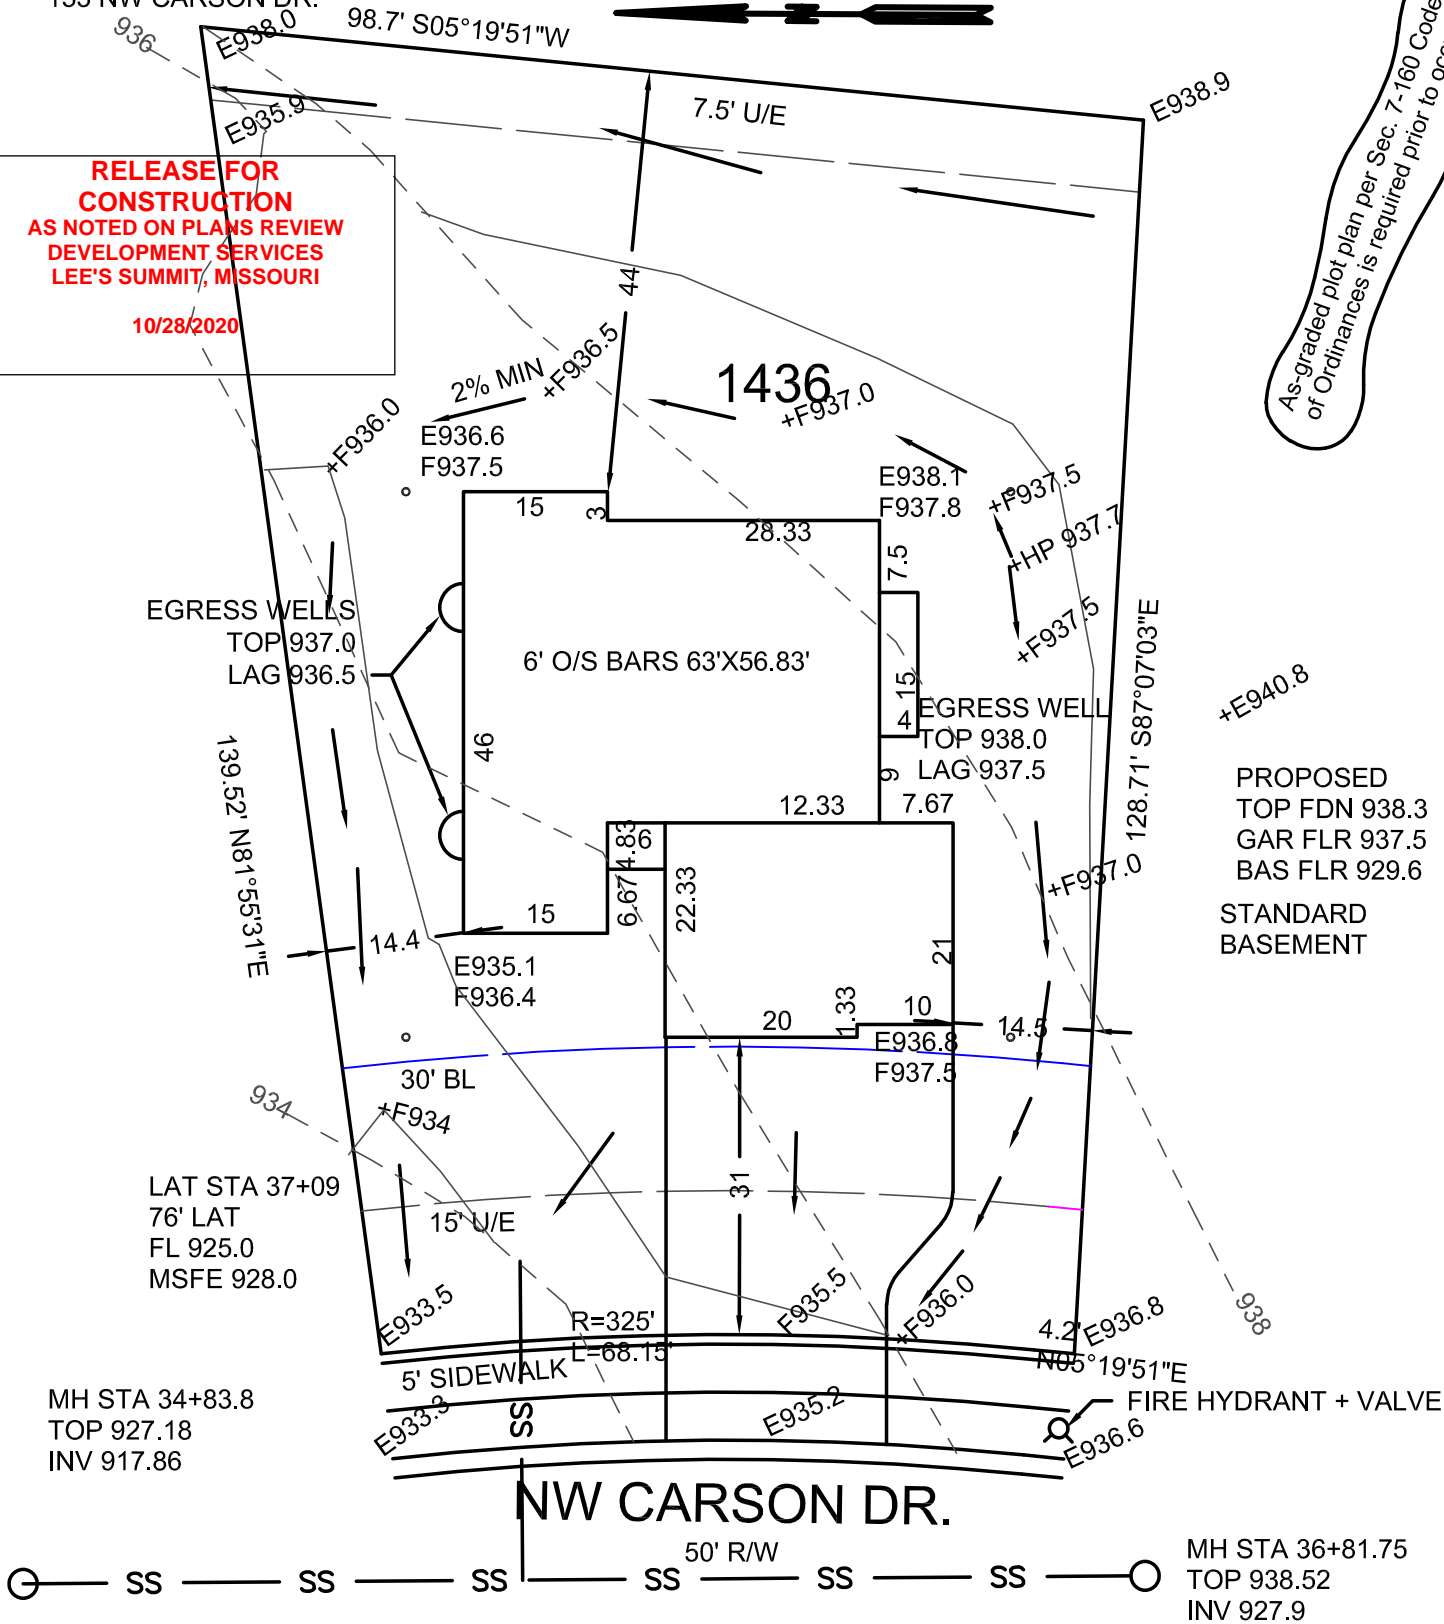 98.7' S05°19'51"W
936
E938.0
E935.9
7.5' U/E
E938.9
As-graded plot plan per Sec. 7-160 Code
of Ordinances is required prior to
RELEASE FOR
CONSTRUCTION
AS NOTED ON PLANS REVIEW
DEVELOPMENT SERVICES
LEE'S SUMMIT, MISSOURI
10/28/2020
44
2% MIN
+F936.5
1436
+F937.0
+F936.0
E936.6
F937.5
E938.1
F937.8
+F937.5
15
3
28.33
7.5
+HP 937.7
EGRESS WELLS
TOP 937.0
LAG 936.5
6' O/S BARS 63'X56.83'
+F937.5
128.71' S87°07'03"E
15
4
EGRESS WELL
TOP 938.0
LAG 937.5
+E940.8
46
9
139.52' N81°55'31"E
PROPOSED
TOP FDN 938.3
GAR FLR 937.5
BAS FLR 929.6
STANDARD
BASEMENT
12.33
7.67
4.83
6
6.67
22.33
+F937.0
15
14.4
21
E935.1
F936.4
20
1.33
10
14.5
E936.8
F937.5
30' BL
934
+F934
LAT STA 37+09
76' LAT
FL 925.0
MSFE 928.0
31
15' U/E
E933.5
R=325'
L=68.15'
F935.5
+F936.0
4.2'
E936.8
N05°19'51"E
938
5' SIDEWALK
MH STA 34+83.8
TOP 927.18
INV 917.86
E933.3
SS
E935.2
FIRE HYDRANT + VALVE
E936.6
NW CARSON DR.
50' R/W
SS SS SS SS SS SS
MH STA 36+81.75
TOP 938.52
INV 927.9